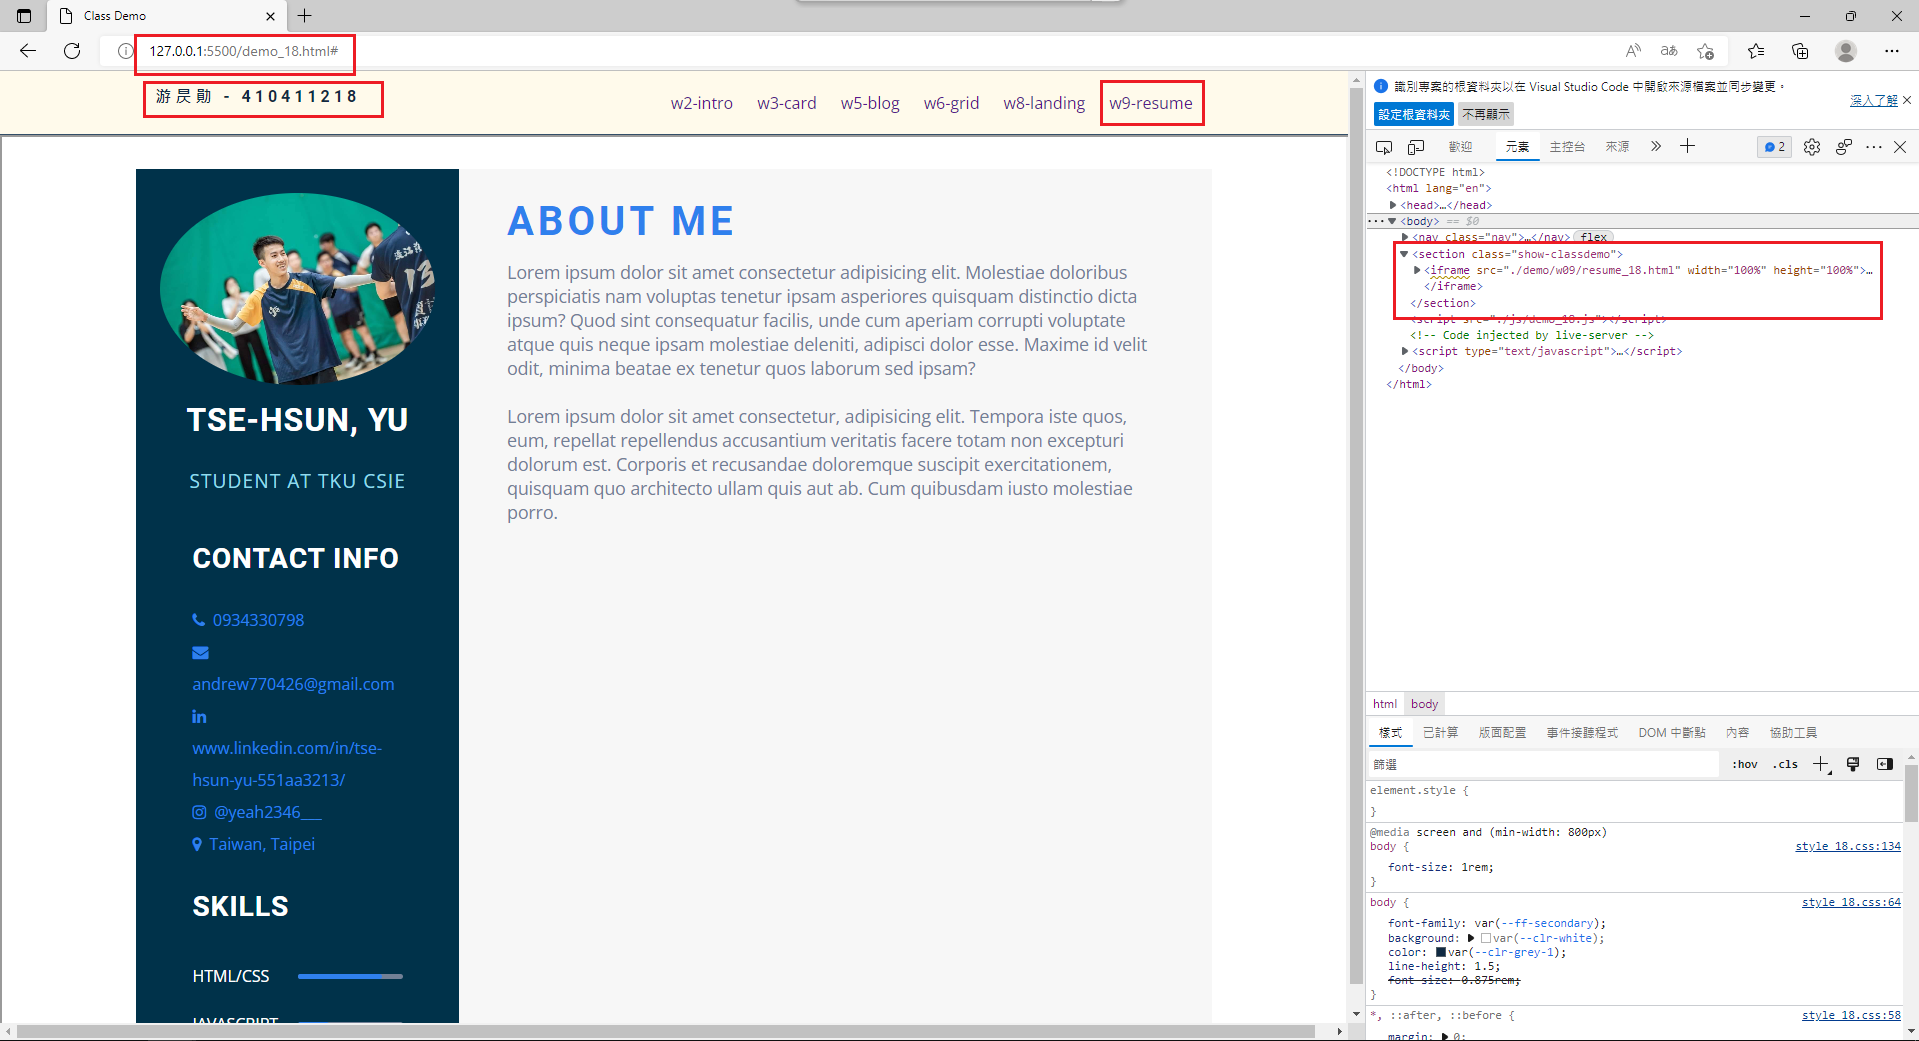 Class Demo
127.0.0.1:5500/demo_18.html#
游昃勛 - 410411218
w2-intro
w3-card
w5-blog
w6-grid
w8-landing
w9-resume
13
TSE-HSUN, YU
STUDENT AT TKU CSIE
CONTACT INFO
0934330798
andrew770426@gmail.com
www.linkedin.com/in/tse-
hsun-yu-551aa3213/
@yeah2346___
Taiwan, Taipei
SKILLS
HTML/CSS
JAVASCRIPT
ABOUT ME
Lorem ipsum dolor sit amet consectetur adipisicing elit. Molestiae doloribus
perspiciatis nam voluptas tenetur ipsam asperiores quisquam distinctio dicta
ipsum? Quod sint consequatur facilis, unde cum aperiam corrupti voluptate
atque quis neque ipsam molestiae deleniti, adipisci dolor esse. Maxime id velit
odit, minima beatae ex tenetur quos laborum sed ipsam?
Lorem ipsum dolor sit amet consectetur, adipisicing elit. Tempora iste quos,
eum, repellat repellendus accusantium veritatis facere totam non excepturi
dolorum est. Corporis et recusandae doloremque suscipit exercitationem,
quisquam quo architecto ullam quis aut ab. Cum quibusdam iusto molestiae
porro.
識別專案的根資料夾以在 Visual Studio Code 中開啟來源檔案並同步變更。
深入了解
設定根資料夾 不再顯示
歡迎 元素 主控台 來源 2
<!DOCTYPE html>
<html lang="en">
<head>…</head>
<body> == $0
<nav class="nav">…</nav> flex
<section class="show-classdemo">
<iframe src="./demo/w09/resume_18.html" width="100%" height="100%">…
</iframe>
</section>
<script src="./js/demo_18.js"></script>
<!-- Code injected by live-server -->
<script type="text/javascript">…</script>
</body>
</html>
html body
樣式 已計算 版面配置 事件接聽程式 DOM 中斷點 內容 協助工具
篩選 :hov .cls
element.style {
}
@media screen and (min-width: 800px)
body { style_18.css:134
font-size: 1rem;
}
body { style_18.css:64
font-family: var(--ff-secondary);
background: var(--clr-white);
color: var(--clr-grey-1);
line-height: 1.5;
font-size: 0.875rem;
}
*, ::after, ::before { style_18.css:58
margin: 0;